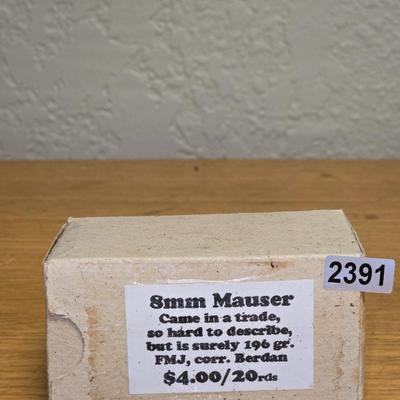 2391
8mm Mauser
Came in a trade,
so hard to describe,
but is surely 196 gr.
FMJ, corr. Berdan
$4.00/20rds